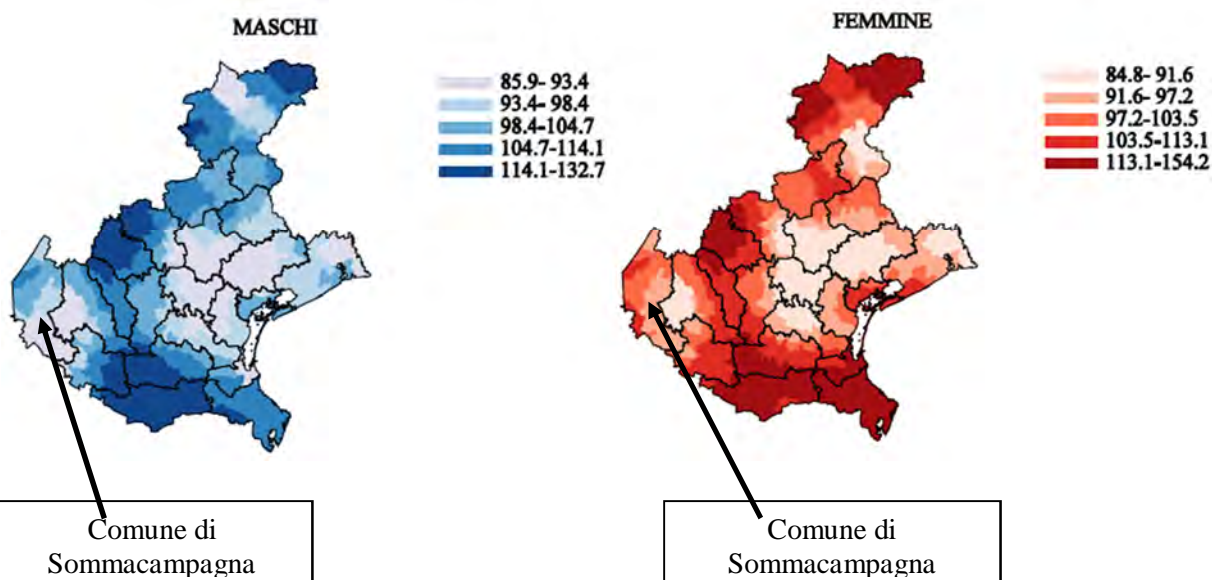 MASCHI
85.9- 93.4
93.4- 98.4
98.4-104.7
104.7-114.1
114.1-132.7
Comune di
Sommacampagna
FEMMINE
84.8- 91.6
91.6- 97.2
97.2-103.5
103.5-113.1
113.1-154.2
Comune di
Sommacampagna